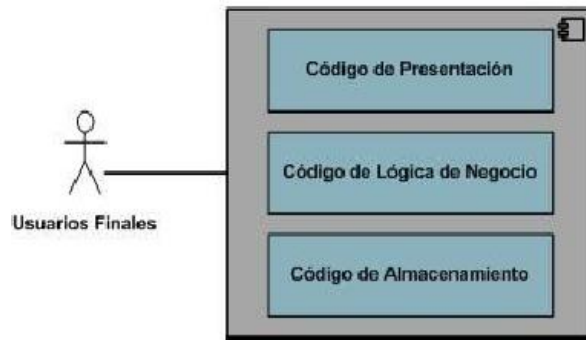 Código de Presentación
Código de Lógica de Negocio
Usuarios Finales
Código de Almacenamiento